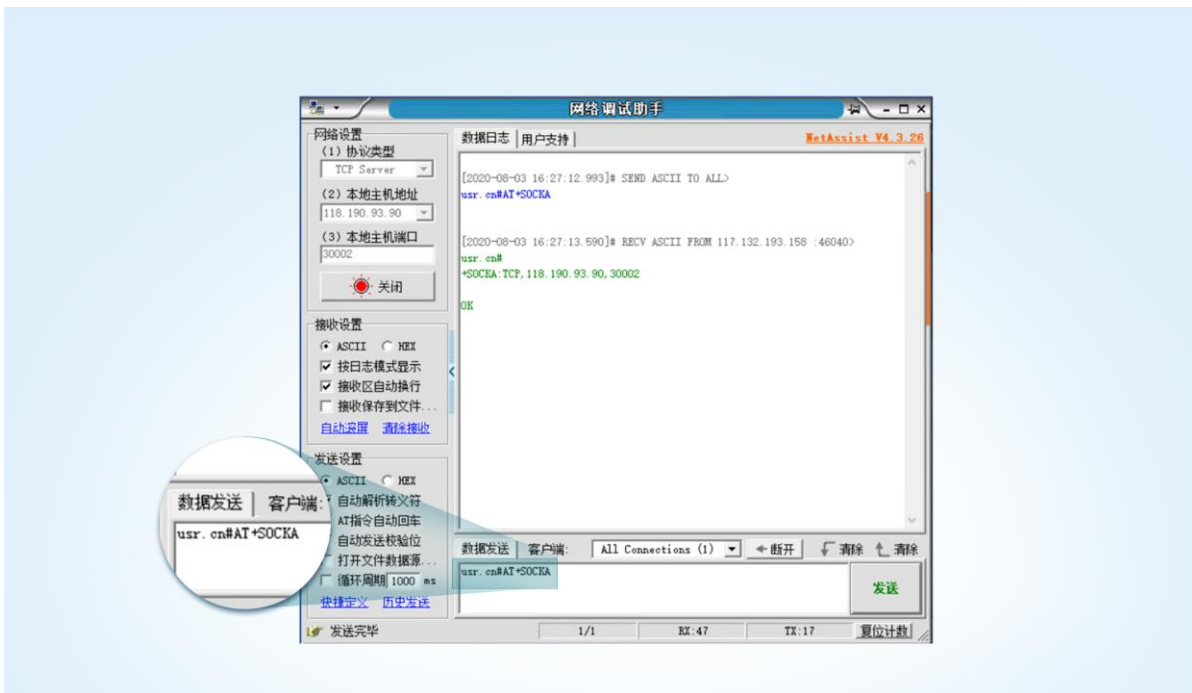 网络调试助手
网络设置
(1) 协议类型
TCP Server
(2) 本地主机地址
118.190.93.90
(3) 本地主机端口
30002
关闭
接收设置
ASCII HEX
按日志模式显示
接收区自动换行
接收保存到文件...
自动滚屏 清除接收
发送设置
ASCII HEX
自动解析转义符
AT指令自动回车
自动发送校验位
打开文件数据源...
循环周期 1000 ms
快捷定义 历史发送
数据日志 用户支持 NetAssist V4.3.26
[2020-08-03 16:27:12.993]# SEND ASCII TO ALL>
usr.cn#AT+SOCKA
[2020-08-03 16:27:13.590]# RECV ASCII FROM 117.132.193.158 :46040>
usr.cn#
+SOCKA:TCP,118.190.93.90,30002
OK
数据发送 客户端: All Connections (1) 断开 清除 清除
usr.cn#AT+SOCKA
发送
数据发送 客户端:
usr.cn#AT+SOCKA
发送完毕 1/1 RX:47 TX:17 复位计数